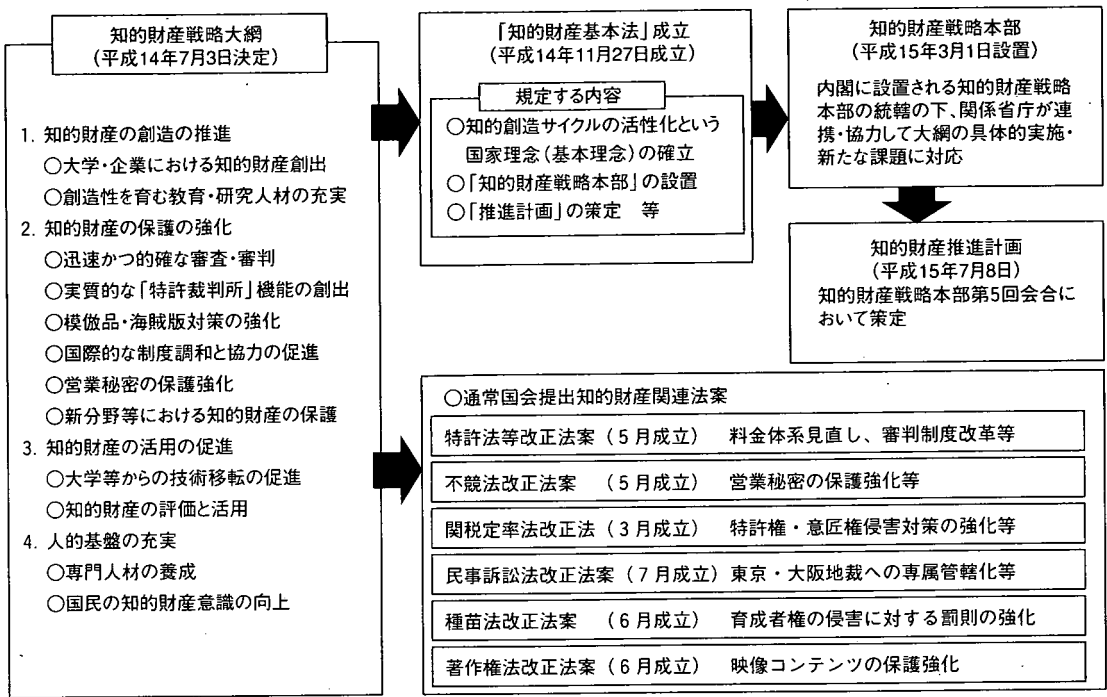 知的財産戦略大綱
(平成14年7月3日決定)
1. 知的財産の創造の推進
○大学・企業における知的財産創出
○創造性を育む教育・研究人材の充実
2. 知的財産の保護の強化
○迅速かつ的確な審査・審判
○実質的な「特許裁判所」機能の創出
○模倣品・海賊版対策の強化
○国際的な制度調和と協力の促進
○営業秘密の保護強化
○新分野等における知的財産の保護
3. 知的財産の活用の促進
○大学等からの技術移転の促進
○知的財産の評価と活用
4. 人的基盤の充実
○専門人材の養成
○国民の知的財産意識の向上
「知的財産基本法」成立
(平成14年11月27日成立)
規定する内容
○知的創造サイクルの活性化という
国家理念(基本理念)の確立
○「知的財産戦略本部」の設置
○「推進計画」の策定 等
知的財産戦略本部
(平成15年3月1日設置)
内閣に設置される知的財産戦略
本部の統轄の下、関係省庁が連
携・協力して大綱の具体的実施・
新たな課題に対応
知的財産推進計画
(平成15年7月8日)
知的財産戦略本部第5回会合に
おいて策定
○通常国会提出知的財産関連法案
特許法等改正法案 (5月成立) 料金体系見直し、審判制度改革等
不競法改正法案 (5月成立) 営業秘密の保護強化等
関税定率法改正法 (3月成立) 特許権・意匠権侵害対策の強化等
民事訴訟法改正法案 (7月成立) 東京・大阪地裁への専属管轄化等
種苗法改正法案 (6月成立) 育成者権の侵害に対する罰則の強化
著作権法改正法案 (6月成立) 映像コンテンツの保護強化